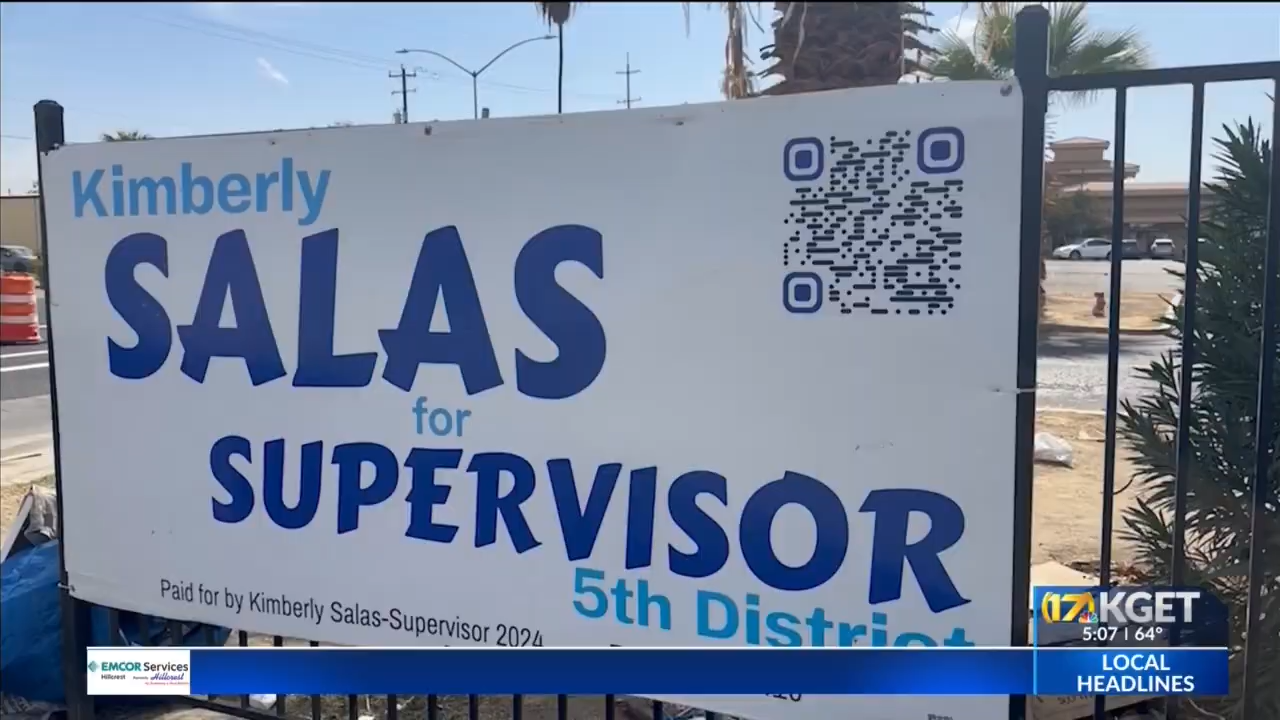 Kimberly
SALAS
for
SUPERVISOR
5th District
Paid for by Kimberly Salas-Supervisor 2024
17 KGET
5:07 | 64°
EMCOR Services
Hillcrest
Hillcrest
LOCAL
HEADLINES